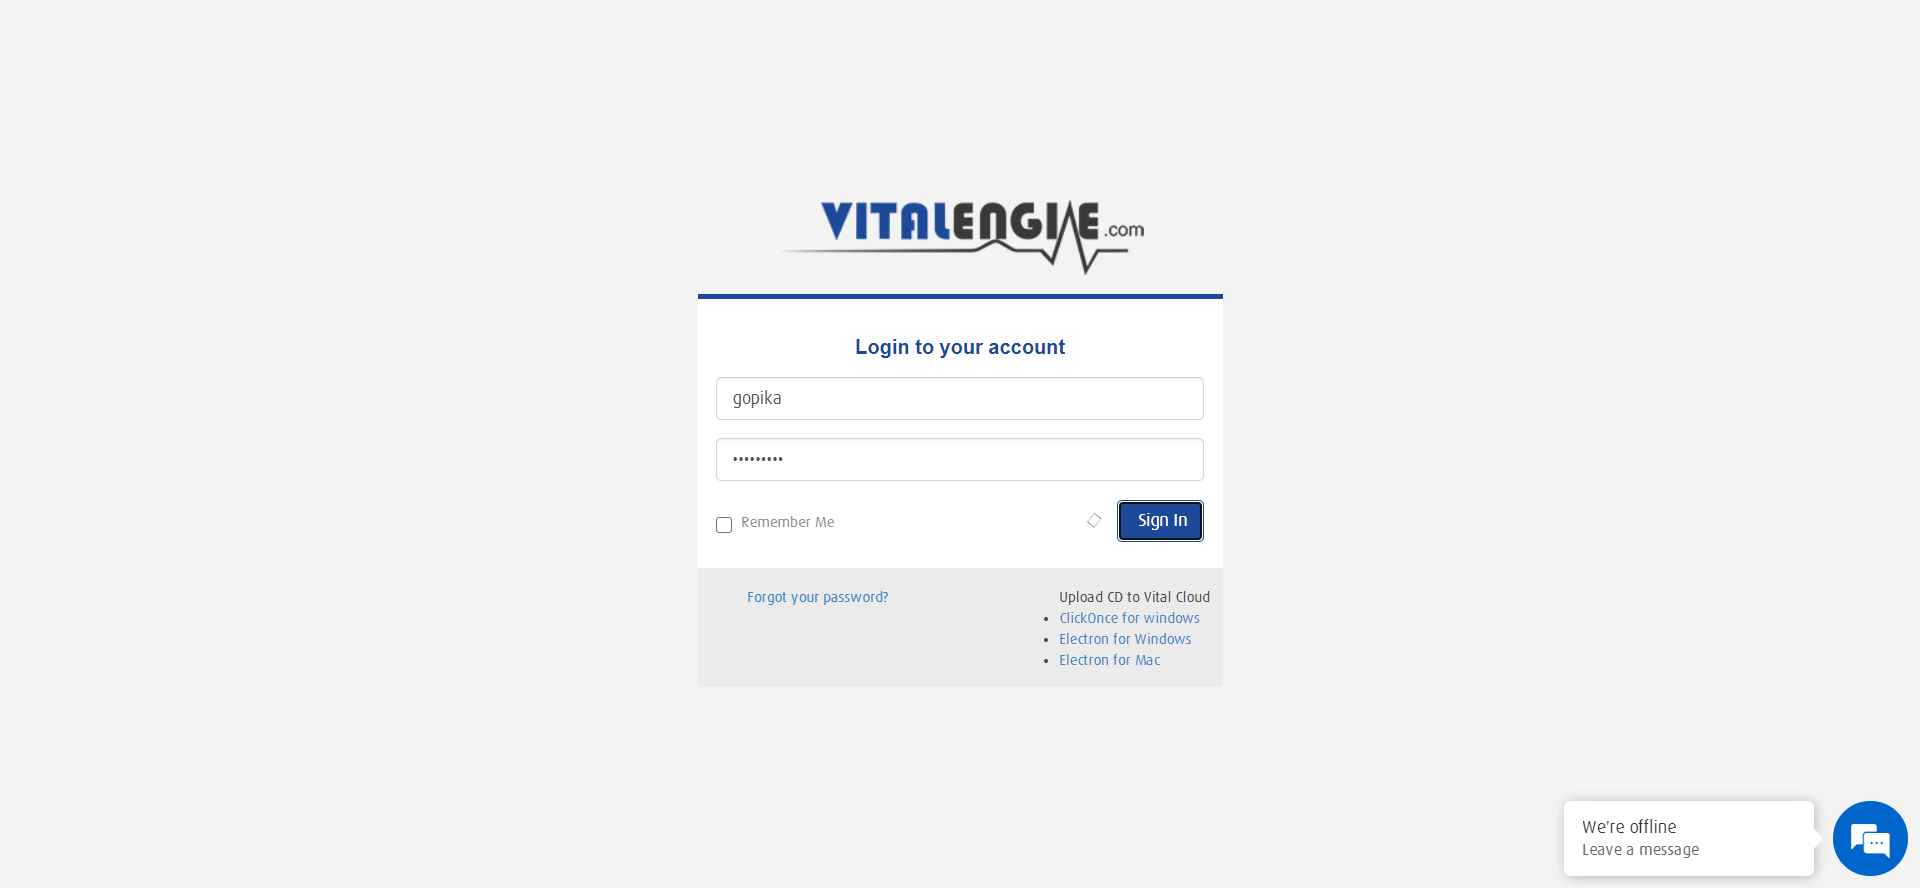 VITALENGINE.com
Login to your account
gopika
•••••••••
Remember Me
Sign In
Forgot your password?
Upload CD to Vital Cloud
• ClickOnce for windows
• Electron for Windows
• Electron for Mac
We're offline
Leave a message